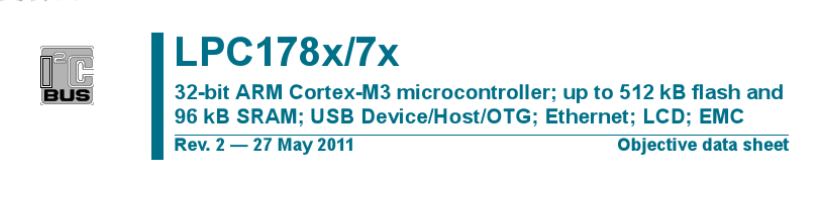 I²C
BUS
LPC178x/7x
32-bit ARM Cortex-M3 microcontroller; up to 512 kB flash and
96 kB SRAM; USB Device/Host/OTG; Ethernet; LCD; EMC
Rev. 2 — 27 May 2011 Objective data sheet